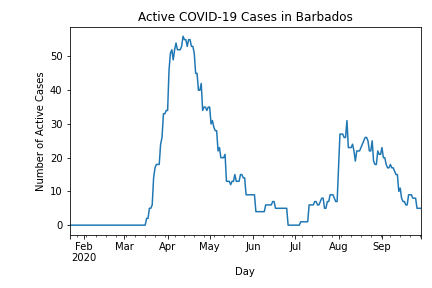 Active COVID-19 Cases in Barbados
Number of Active Cases
50
40
30
20
10
0
Feb Mar Apr May Jun Jul Aug Sep
2020
Day